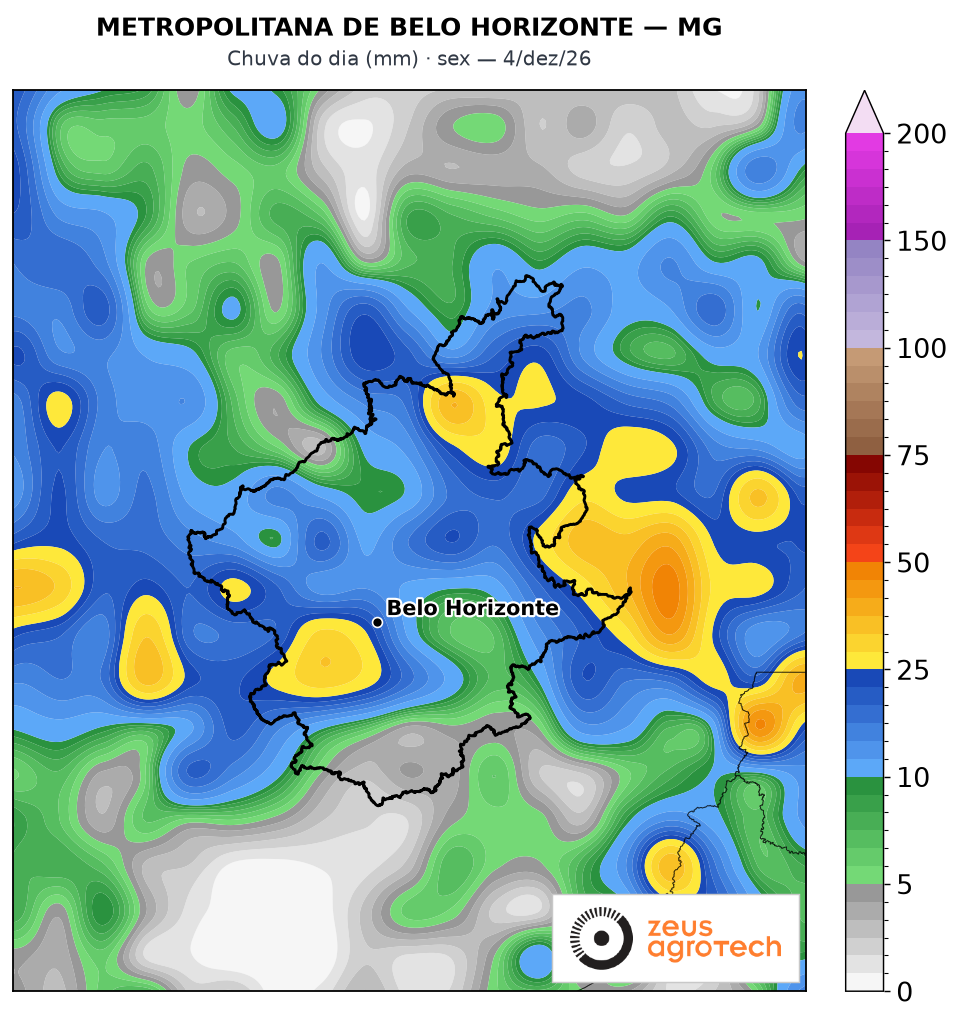 METROPOLITANA DE BELO HORIZONTE — MG
Chuva do dia (mm) · sex — 4/dez/26
200
150
100
75
50
25
10
5
0
Belo Horizonte
zeus
agrotech